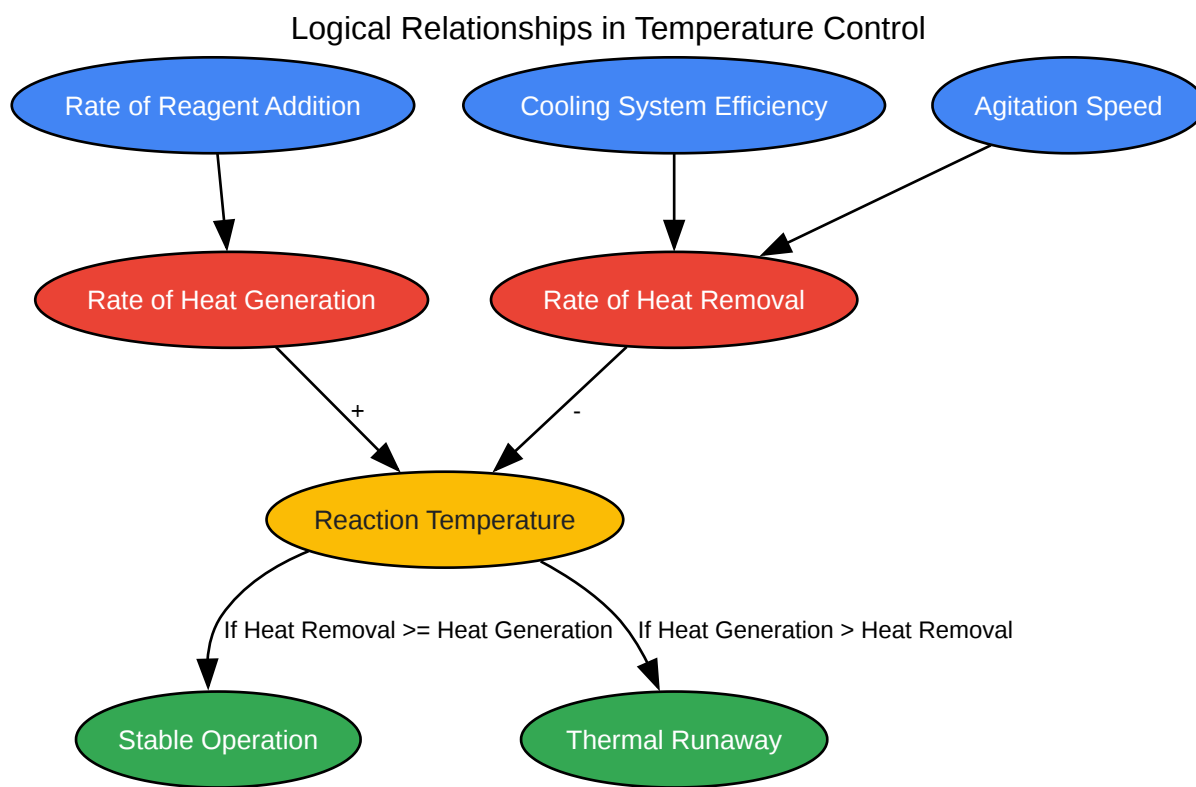 Logical Relationships in Temperature Control
Rate of Reagent Addition
Cooling System Efficiency
Agitation Speed
Rate of Heat Generation
Rate of Heat Removal
+
-
Reaction Temperature
If Heat Removal >= Heat Generation
If Heat Generation > Heat Removal
Stable Operation
Thermal Runaway